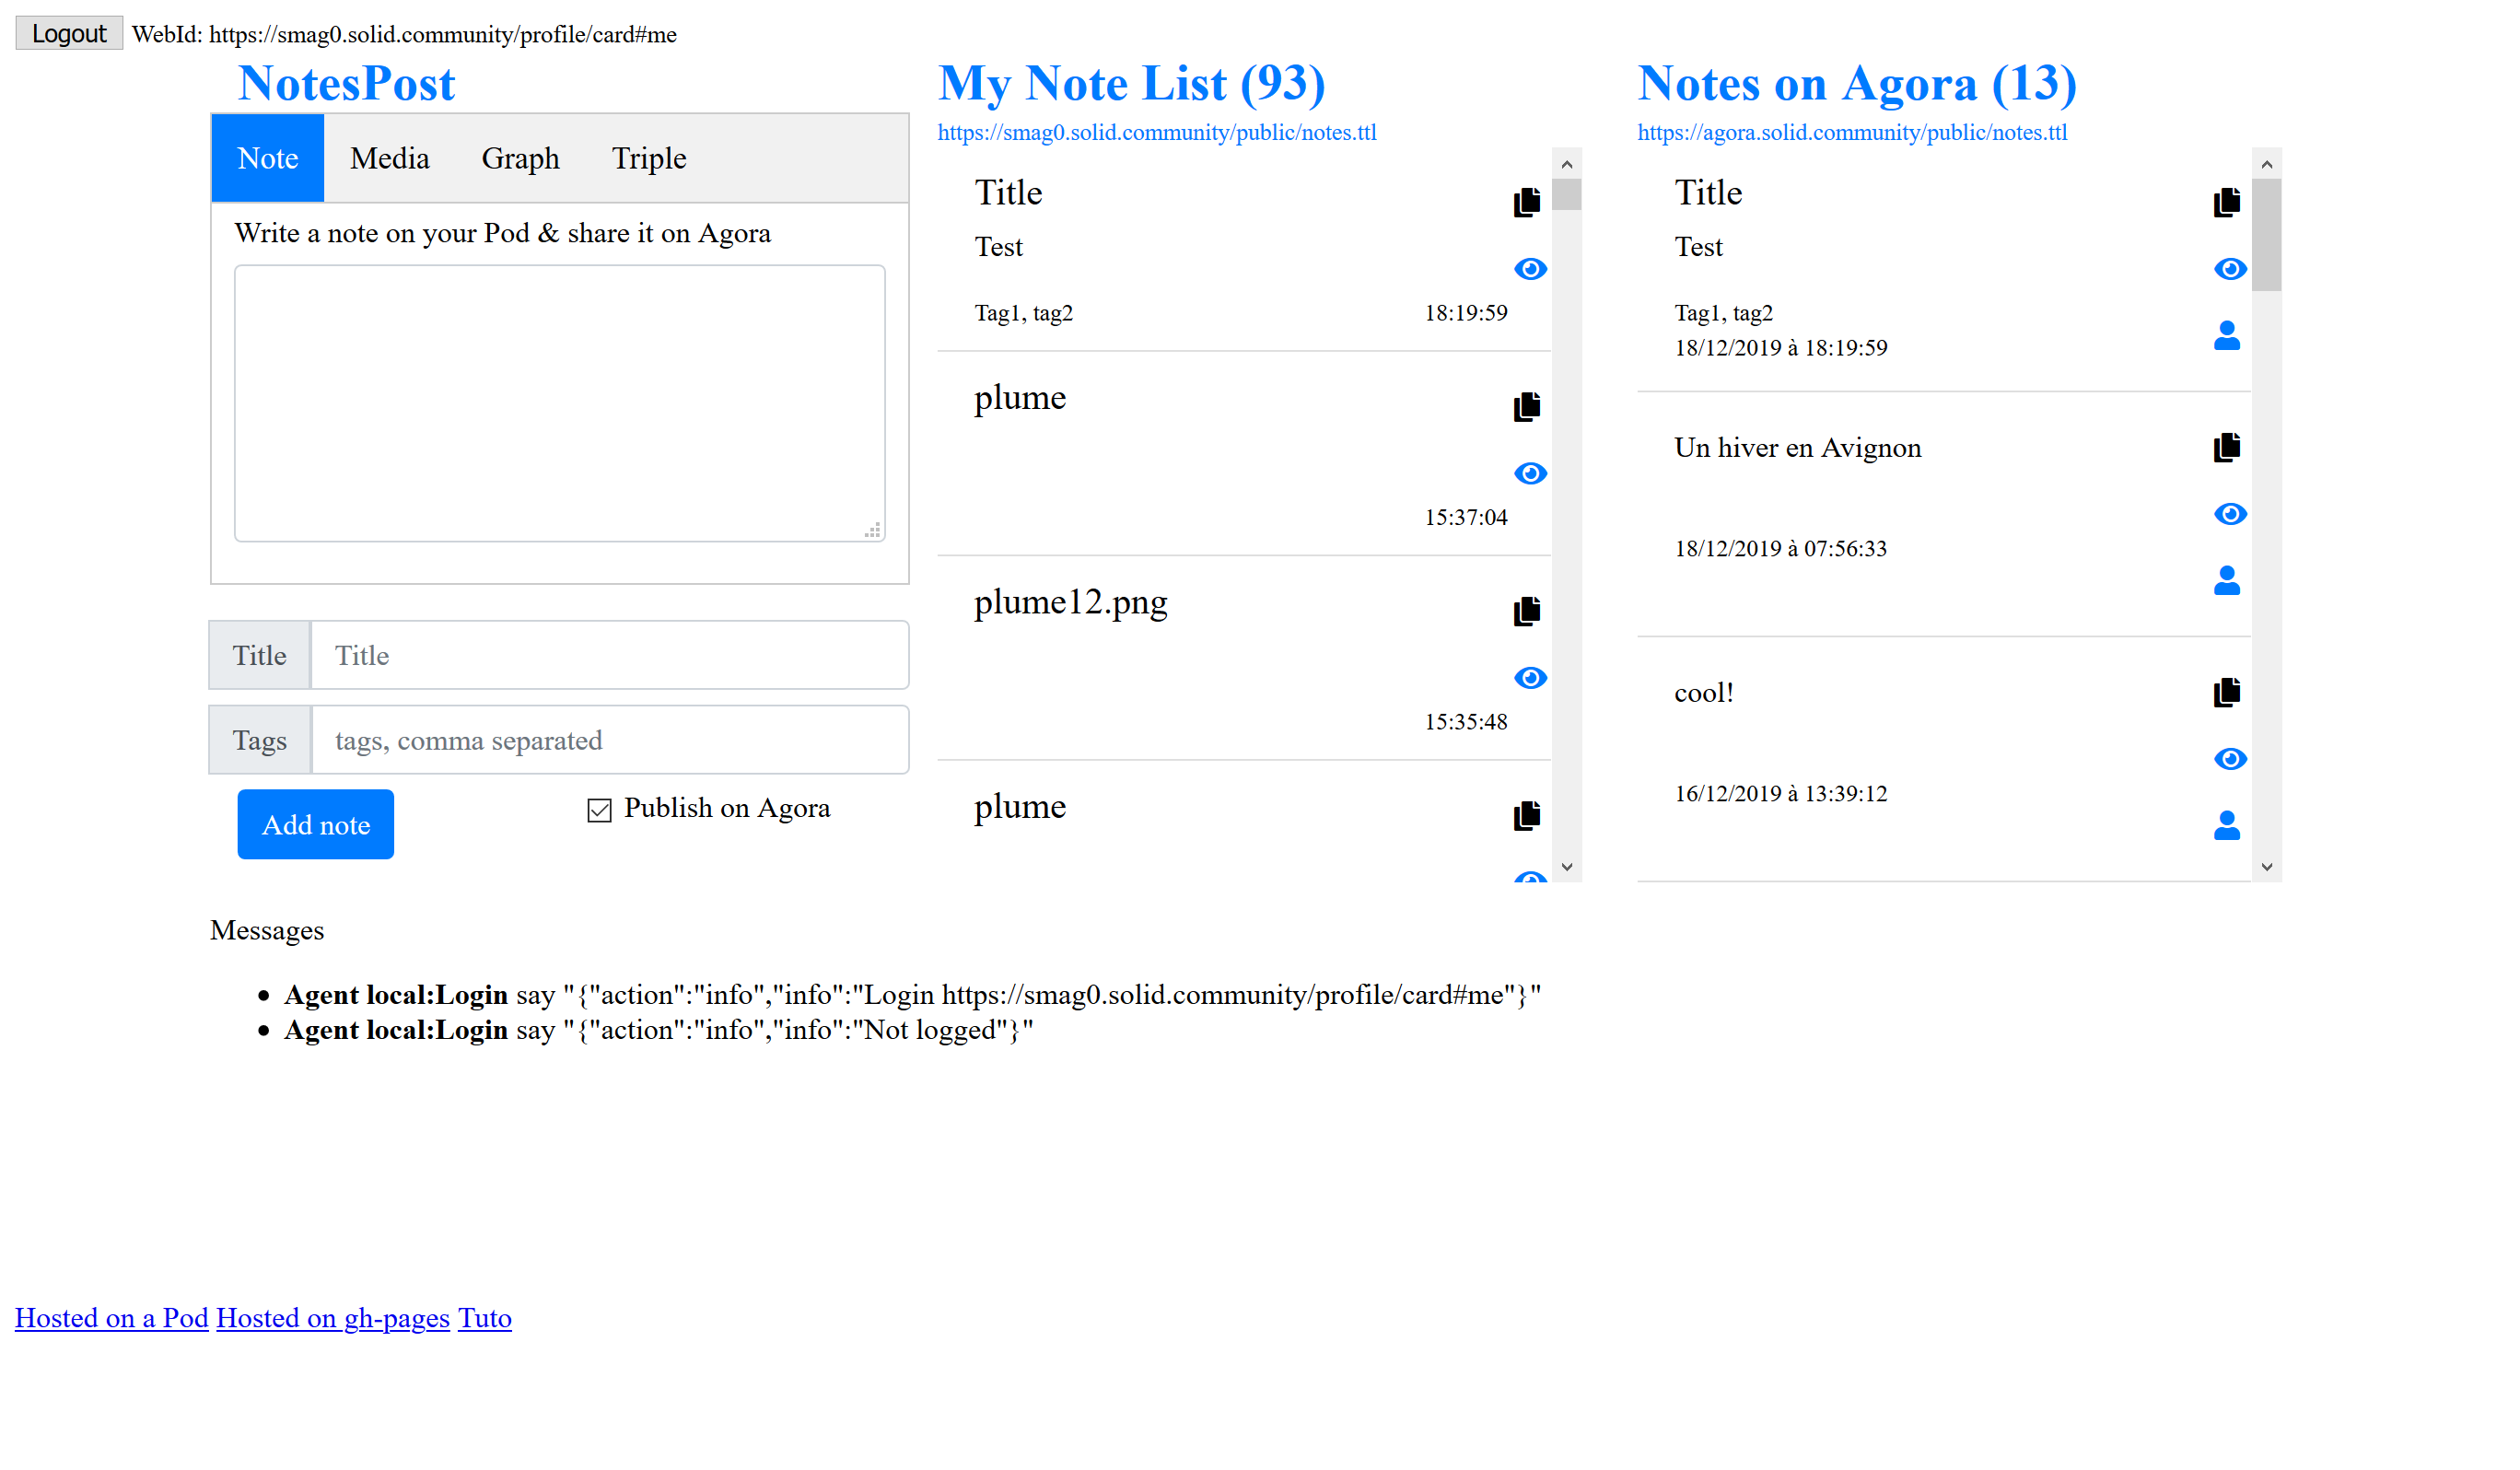 Logout WebId: https://smag0.solid.community/profile/card#me
NotesPost
Note Media Graph Triple
Write a note on your Pod & share it on Agora
Title Title
Tags tags, comma separated
Add note Publish on Agora
My Note List (93)
https://smag0.solid.community/public/notes.ttl
Title
Test
Tag1, tag2 18:19:59
plume
15:37:04
plume12.png
15:35:48
plume
Notes on Agora (13)
https://agora.solid.community/public/notes.ttl
Title
Test
Tag1, tag2
18/12/2019 à 18:19:59
Un hiver en Avignon
18/12/2019 à 07:56:33
cool!
16/12/2019 à 13:39:12
Messages
Agent local:Login say "{"action":"info","info":"Login https://smag0.solid.community/profile/card#me"}"
Agent local:Login say "{"action":"info","info":"Not logged"}"
Hosted on a Pod Hosted on gh-pages Tuto